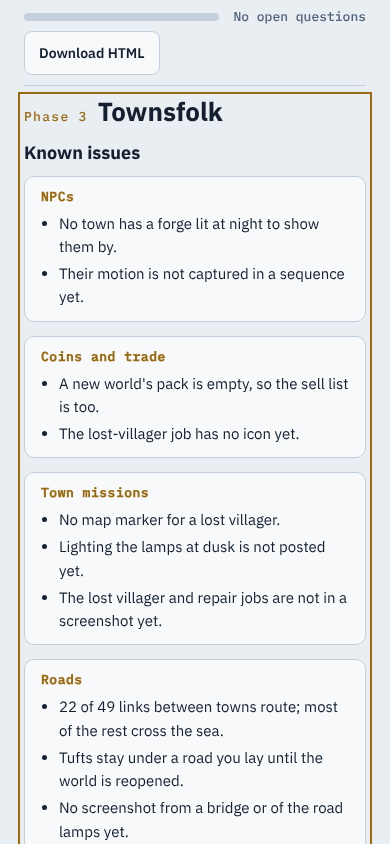 No open questions
Download HTML
Phase 3 Townsfolk
Known issues
NPCs
• No town has a forge lit at night to show
them by.
• Their motion is not captured in a sequence
yet.
Coins and trade
• A new world's pack is empty, so the sell list
is too.
• The lost-villager job has no icon yet.
Town missions
• No map marker for a lost villager.
• Lighting the lamps at dusk is not posted
yet.
• The lost villager and repair jobs are not in a
screenshot yet.
Roads
• 22 of 49 links between towns route; most
of the rest cross the sea.
• Tufts stay under a road you lay until the
world is reopened.
• No screenshot from a bridge or of the road
lamps yet.